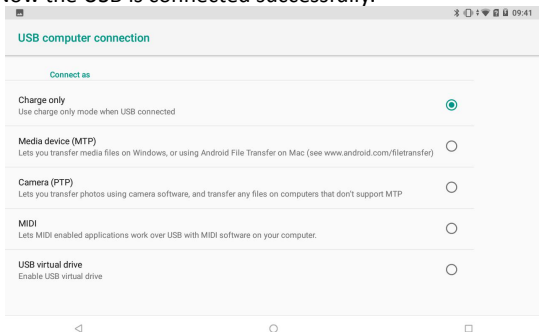 Now the USB is connected successfully.
09:41
USB computer connection
Connect as
Charge only
Use charge only mode when USB connected
Media device (MTP)
Lets you transfer media files on Windows, or using Android File Transfer on Mac (see www.android.com/filetransfer)
Camera (PTP)
Lets you transfer photos using camera software, and transfer any files on computers that don't support MTP
MIDI
Lets MIDI enabled applications work over USB with MIDI software on your computer.
USB virtual drive
Enable USB virtual drive